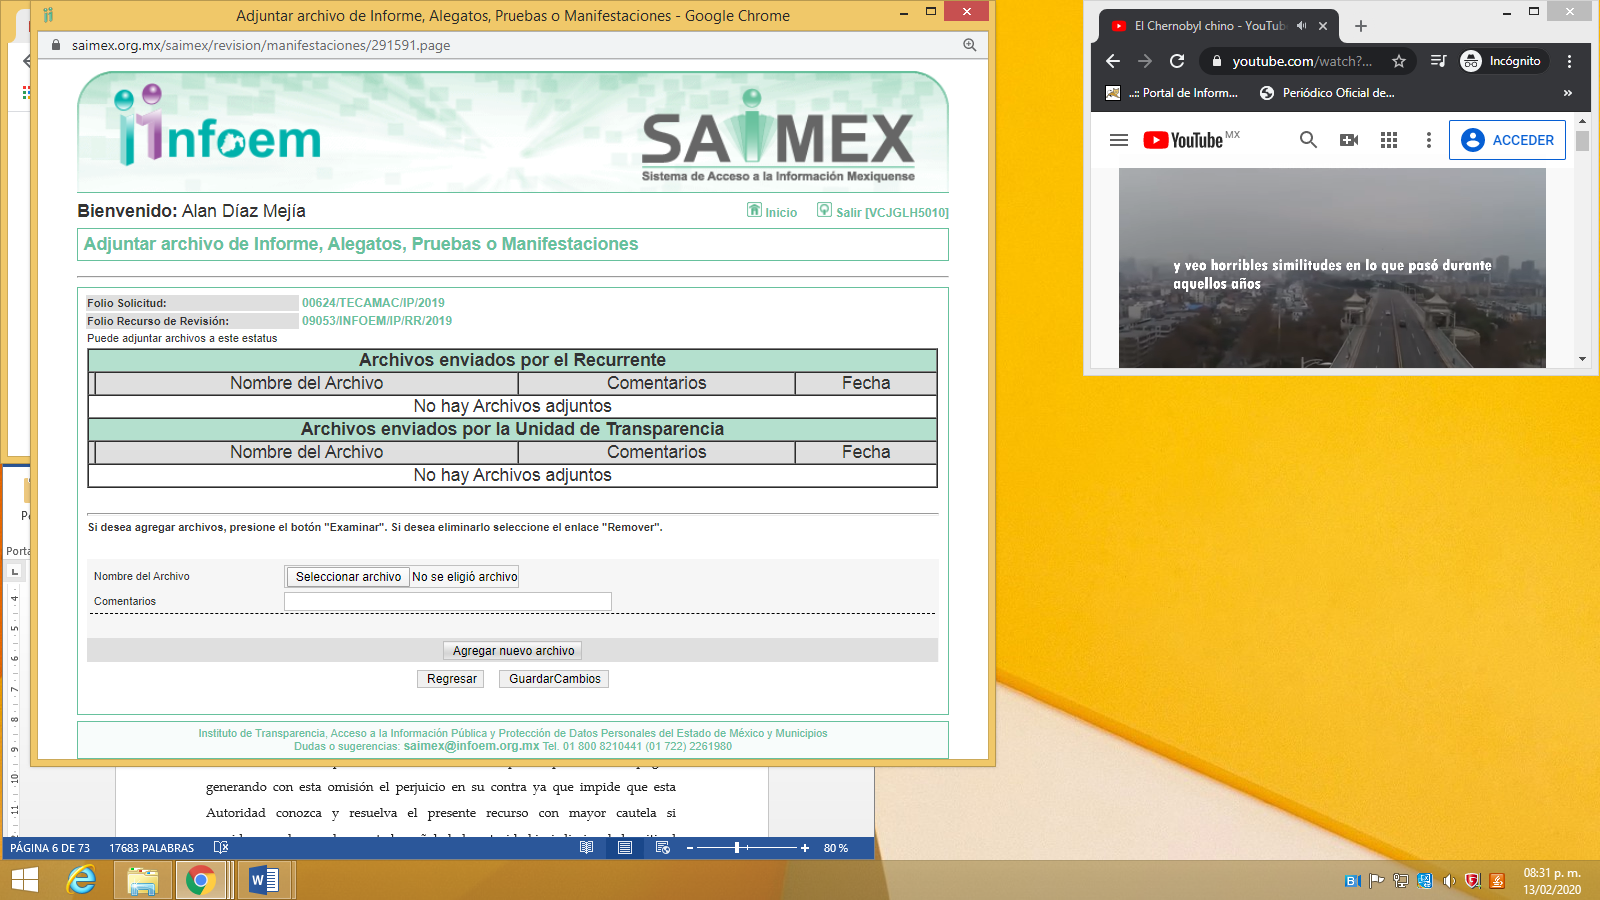 Adjuntar archivo de Informe, Alegatos, Pruebas o Manifestaciones - Google Chrome
saimex.org.mx/saimex/revision/manifestaciones/291591.page
infoem
SAIMEX
Sistema de Acceso a la Información Mexiquense
Bienvenido: Alan Díaz Mejía
Inicio
Salir [VCJGLH5010]
Adjuntar archivo de Informe, Alegatos, Pruebas o Manifestaciones
Folio Solicitud: 00624/TECAMAC/IP/2019
Folio Recurso de Revisión: 09053/INFOEM/IP/RR/2019
Puede adjuntar archivos a este estatus
Archivos enviados por el Recurrente
Nombre del Archivo Comentarios Fecha
No hay Archivos adjuntos
Archivos enviados por la Unidad de Transparencia
Nombre del Archivo Comentarios Fecha
No hay Archivos adjuntos
Si desea agregar archivos, presione el botón "Examinar". Si desea eliminarlo seleccione el enlace "Remover".
Nombre del Archivo Seleccionar archivo No se eligió archivo
Comentarios
Agregar nuevo archivo
Regresar GuardarCambios
Instituto de Transparencia, Acceso a la Información Pública y Protección de Datos Personales del Estado de México y Municipios
Dudas o sugerencias: saimex@infoem.org.mx Tel. 01 800 8210441 (01 722) 2261980
Porta
generando con esta omisión el perjuicio en su contra ya que impide que esta
Autoridad conozca y resuelva el presente recurso con mayor cautela si
PÁGINA 6 DE 73 17683 PALABRAS 80 %
El Chernobyl chino - YouTub
youtube.com/watch?...
Incógnito
..:: Portal de Inform... Periódico Oficial de...
YouTube MX
ACCEDER
y veo horribles similitudes en lo que pasó durante
aquellos años
08:31 p. m.
13/02/2020